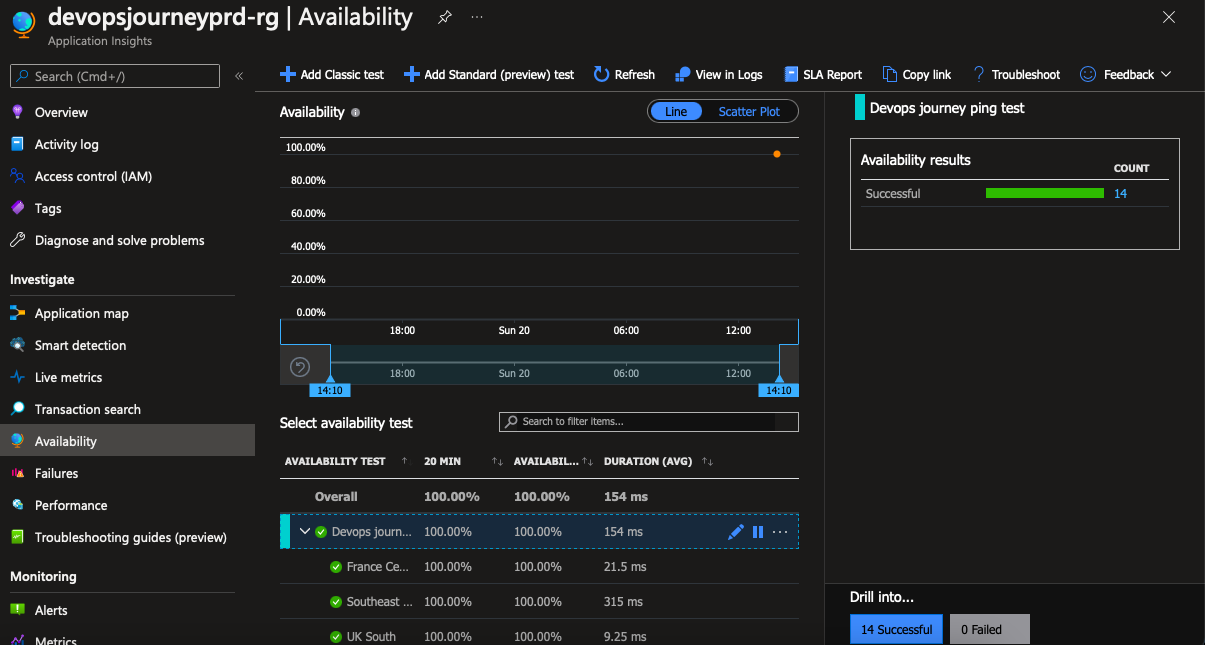 devopsjourneyprd-rg | Availability
Application Insights
Search (Cmd+/)
Overview
Activity log
Access control (IAM)
Tags
Diagnose and solve problems
Investigate
Application map
Smart detection
Live metrics
Transaction search
Availability
Failures
Performance
Troubleshooting guides (preview)
Monitoring
Alerts
Metrics
Add Classic test
Add Standard (preview) test
Refresh
View in Logs
SLA Report
Copy link
Troubleshoot
Feedback
Availability
Line
Scatter Plot
100.00%
80.00%
60.00%
40.00%
20.00%
0.00%
18:00 Sun 20 06:00 12:00
18:00 Sun 20 06:00 12:00
14:10 14:10
Select availability test
Search to filter items...
AVAILABILITY TEST 20 MIN AVAILABIL... DURATION (AVG)
Overall 100.00% 100.00% 154 ms
Devops journ... 100.00% 100.00% 154 ms
France Ce... 100.00% 100.00% 21.5 ms
Southeast ... 100.00% 100.00% 315 ms
UK South 100.00% 100.00% 9.25 ms
Devops journey ping test
Availability results
COUNT
Successful 14
Drill into...
14 Successful
0 Failed